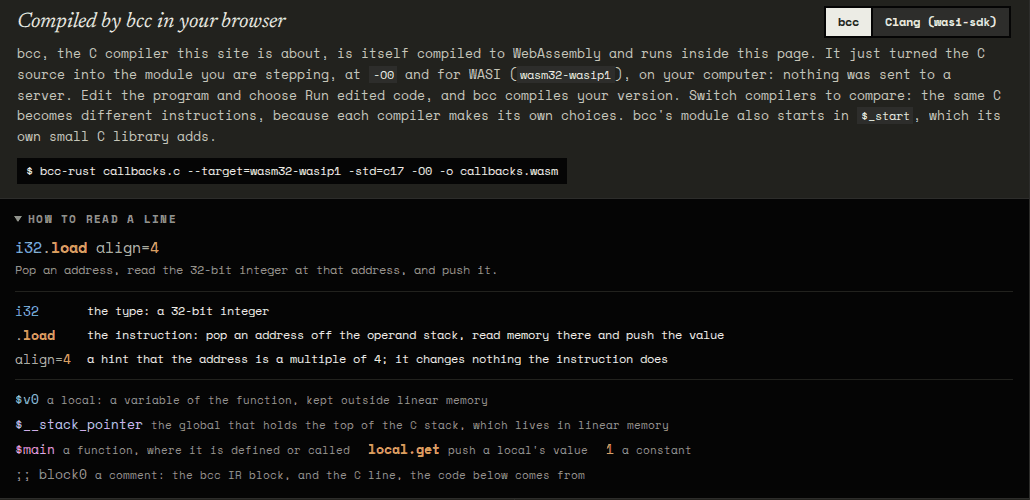 Compiled by bcc in your browser
bcc Clang (wasi-sdk)
bcc, the C compiler this site is about, is itself compiled to WebAssembly and runs inside this page. It just turned the C
source into the module you are stepping, at -O0 and for WASI (wasm32-wasip1), on your computer: nothing was sent to a
server. Edit the program and choose Run edited code, and bcc compiles your version. Switch compilers to compare: the same C
becomes different instructions, because each compiler makes its own choices. bcc's module also starts in $_start, which its
own small C library adds.
$ bcc-rust callbacks.c --target=wasm32-wasip1 -std=c17 -O0 -o callbacks.wasm
▼ HOW TO READ A LINE
i32.load align=4
Pop an address, read the 32-bit integer at that address, and push it.
i32 the type: a 32-bit integer
.load the instruction: pop an address off the operand stack, read memory there and push the value
align=4 a hint that the address is a multiple of 4; it changes nothing the instruction does
$v0 a local: a variable of the function, kept outside linear memory
$__stack_pointer the global that holds the top of the C stack, which lives in linear memory
$main a function, where it is defined or called local.get push a local's value 1 a constant
;; block0 a comment: the bcc IR block, and the C line, the code below comes from